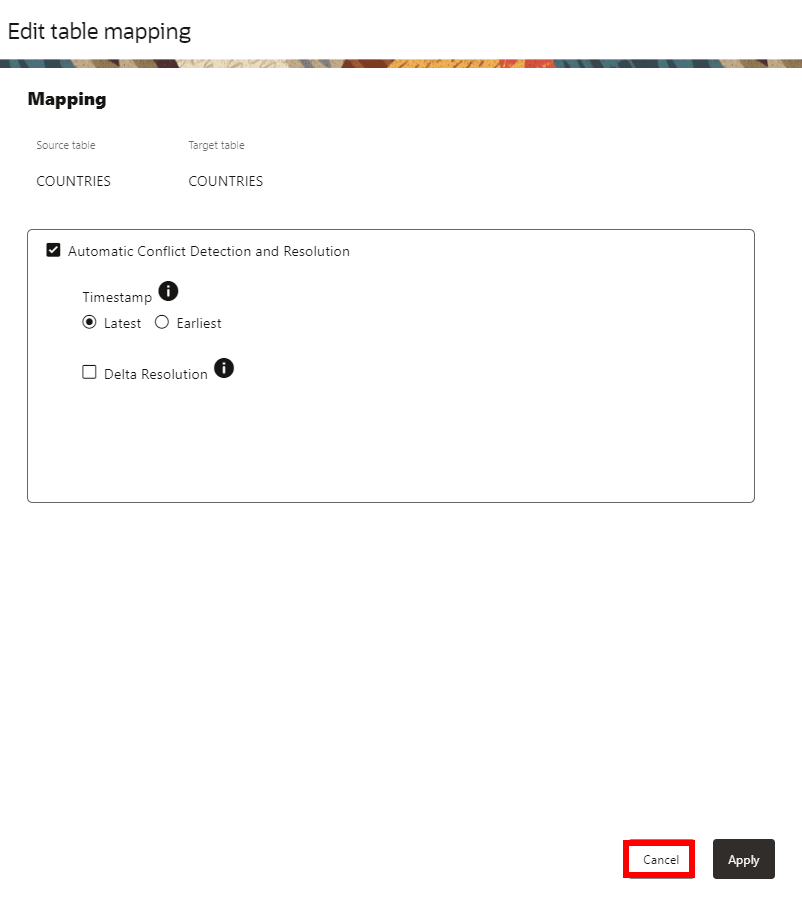 Edit table mapping
Mapping
Source table Target table
COUNTRIES COUNTRIES
Automatic Conflict Detection and Resolution
Timestamp
Latest Earliest
Delta Resolution
Cancel Apply